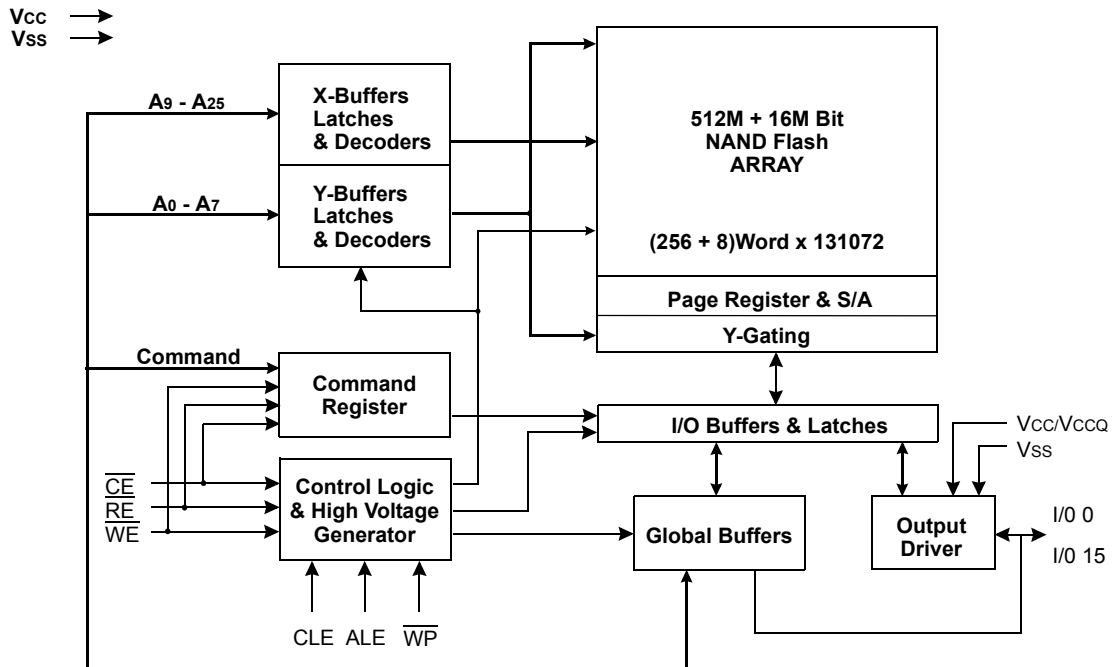 VCC
VSS
A9 - A25
X-Buffers
Latches
& Decoders
512M + 16M Bit
NAND Flash
ARRAY
A0 - A7
Y-Buffers
Latches
& Decoders
(256 + 8)Word x 131072
Page Register & S/A
Y-Gating
Command
Command
Register
I/O Buffers & Latches
VCC/VCCQ
VSS
CE
RE
WE
Control Logic
& High Voltage
Generator
Global Buffers
Output
Driver
I/0 0
I/0 15
CLE ALE WP